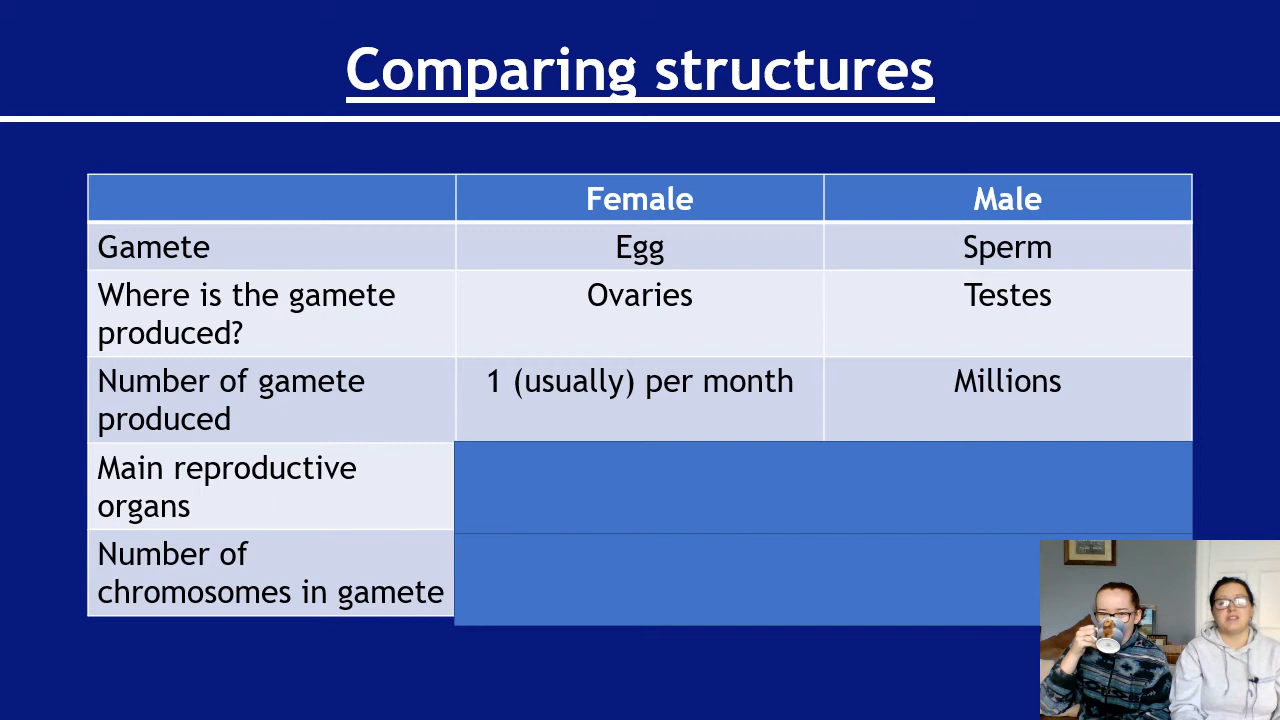 Comparing structures
Female Male
Gamete Egg Sperm
Where is the gamete Ovaries Testes
produced?
Number of gamete 1 (usually) per month Millions
produced
Main reproductive
organs
Number of
chromosomes in gamete